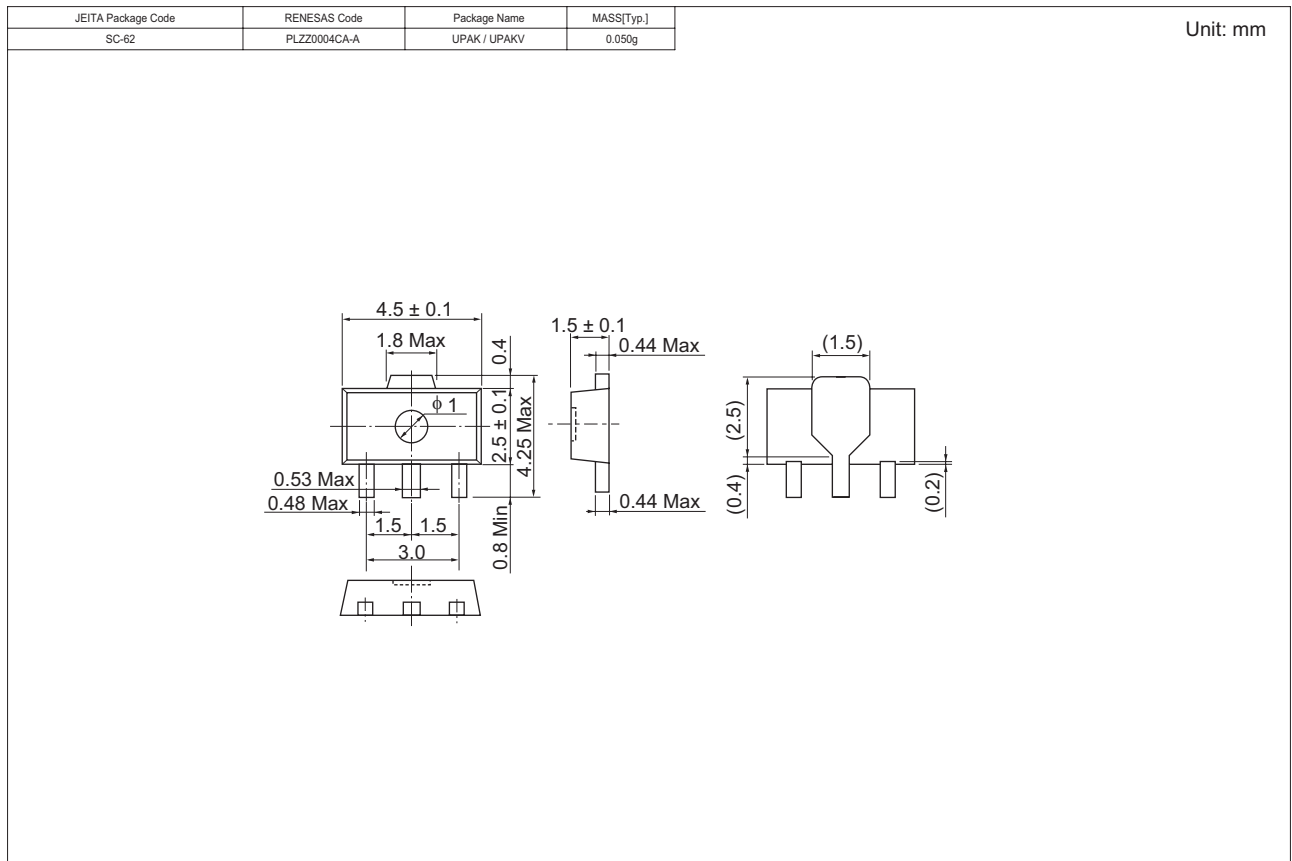 JEITA Package Code RENESAS Code Package Name MASS[Typ.]
SC-62 PLZZ0004CA-A UPAK / UPAKV 0.050g
Unit: mm
4.5 ± 0.1
1.8 Max
0.4
ϕ 1
2.5 ± 0.1
4.25 Max
0.53 Max
0.48 Max
1.5 1.5
3.0
0.8 Min
1.5 ± 0.1
0.44 Max
0.44 Max
(1.5)
(2.5)
(0.4)
(0.2)